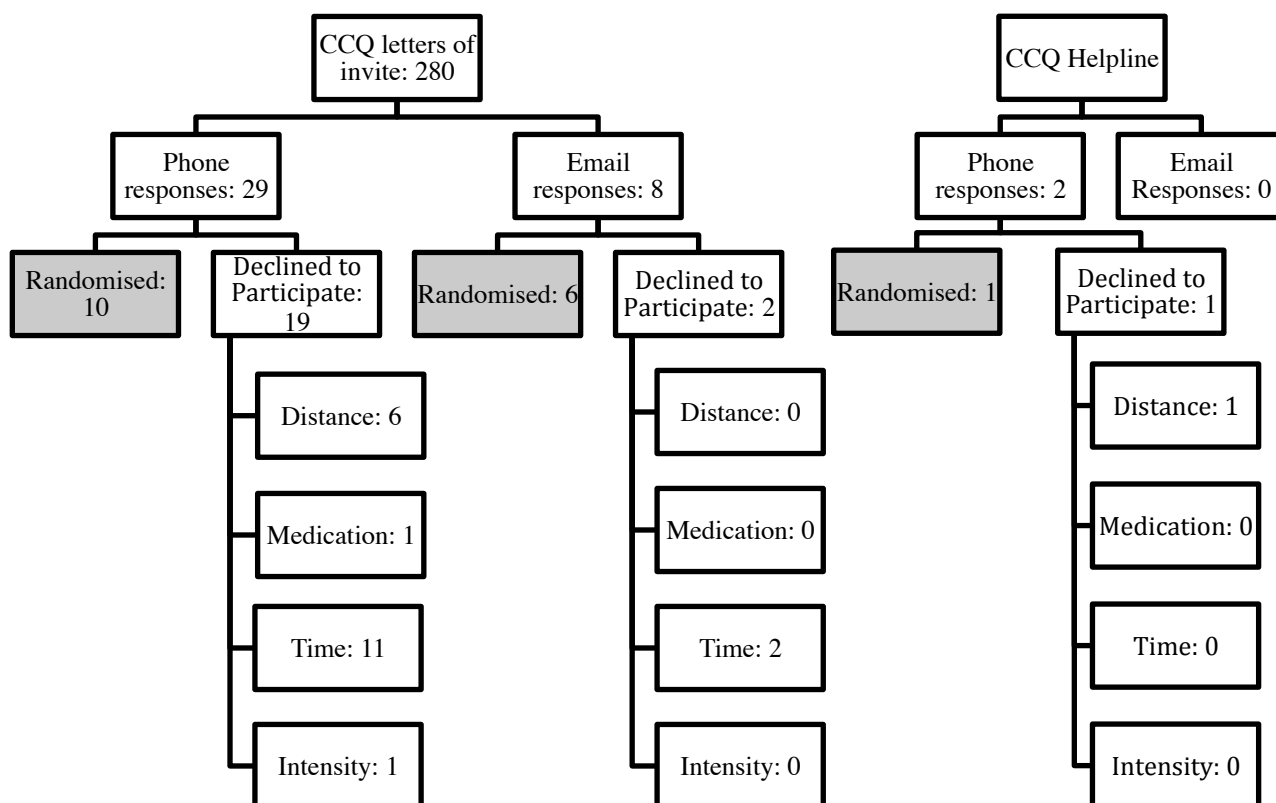 CCQ letters of
invite: 280
CCQ Helpline
Phone
responses: 29
Email
responses: 8
Phone
responses: 2
Email
Responses: 0
Randomised:
10
Declined to
Participate:
19
Randomised: 6
Declined to
Participate: 2
Randomised: 1
Declined to
Participate: 1
Distance: 6
Distance: 0
Distance: 1
Medication: 1
Medication: 0
Medication: 0
Time: 11
Time: 2
Time: 0
Intensity: 1
Intensity: 0
Intensity: 0